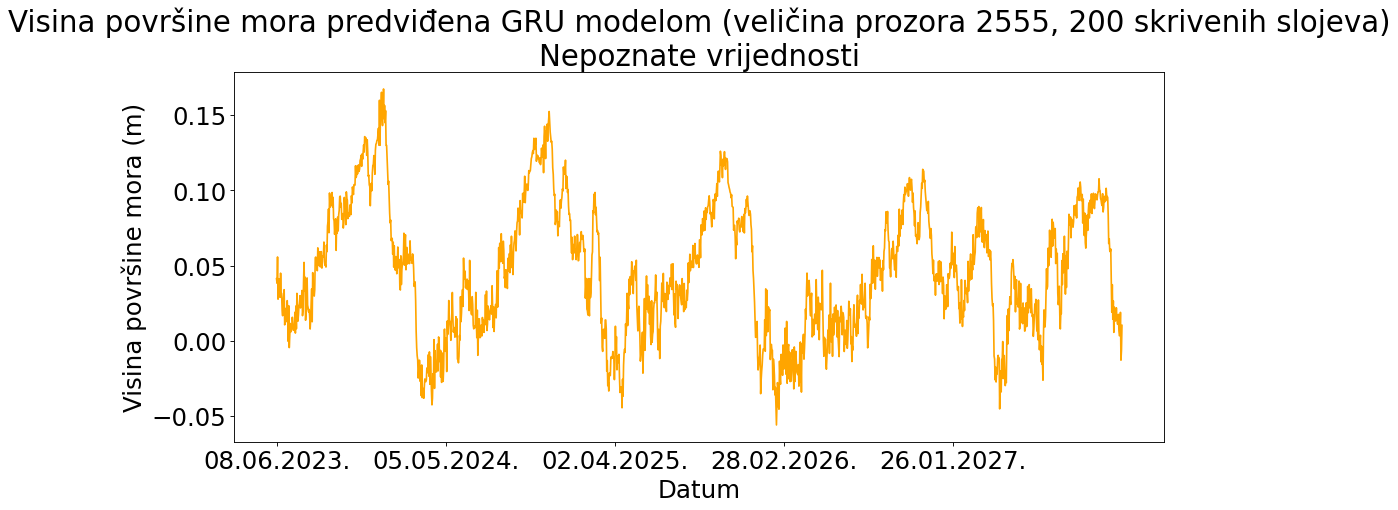 Visina površine mora predviđena GRU modelom (veličina prozora 2555, 200 skrivenih slojeva)
Nepoznate vrijednosti
Visina površine mora (m)
0.15
0.10
0.05
0.00
−0.05
08.06.2023. 05.05.2024. 02.04.2025. 28.02.2026. 26.01.2027.
Datum